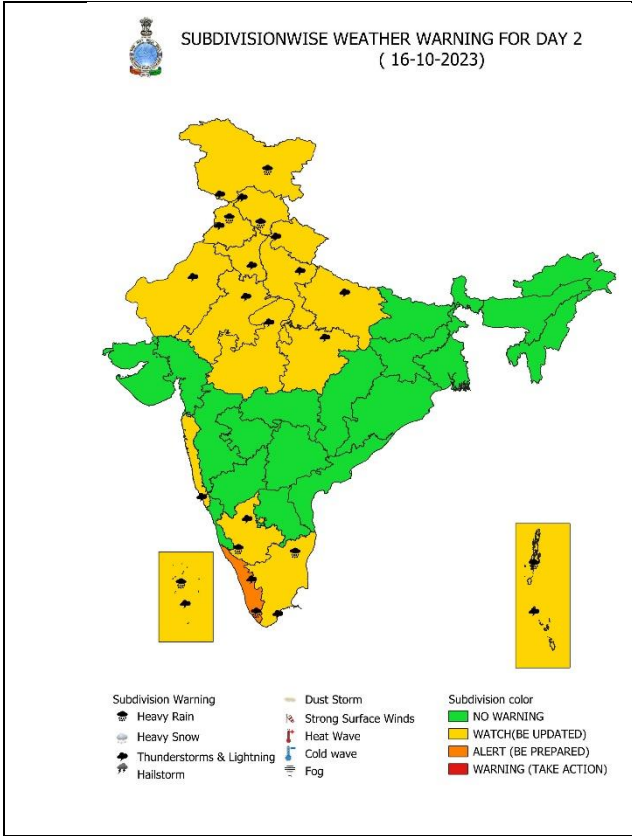 SUBDIVISIONWISE WEATHER WARNING FOR DAY 2
( 16-10-2023)
Subdivision Warning
Heavy Rain
Heavy Snow
Thunderstorms & Lightning
Hailstorm
Dust Storm
Strong Surface Winds
Heat Wave
Cold wave
Fog
Subdivision color
NO WARNING
WATCH(BE UPDATED)
ALERT (BE PREPARED)
WARNING (TAKE ACTION)